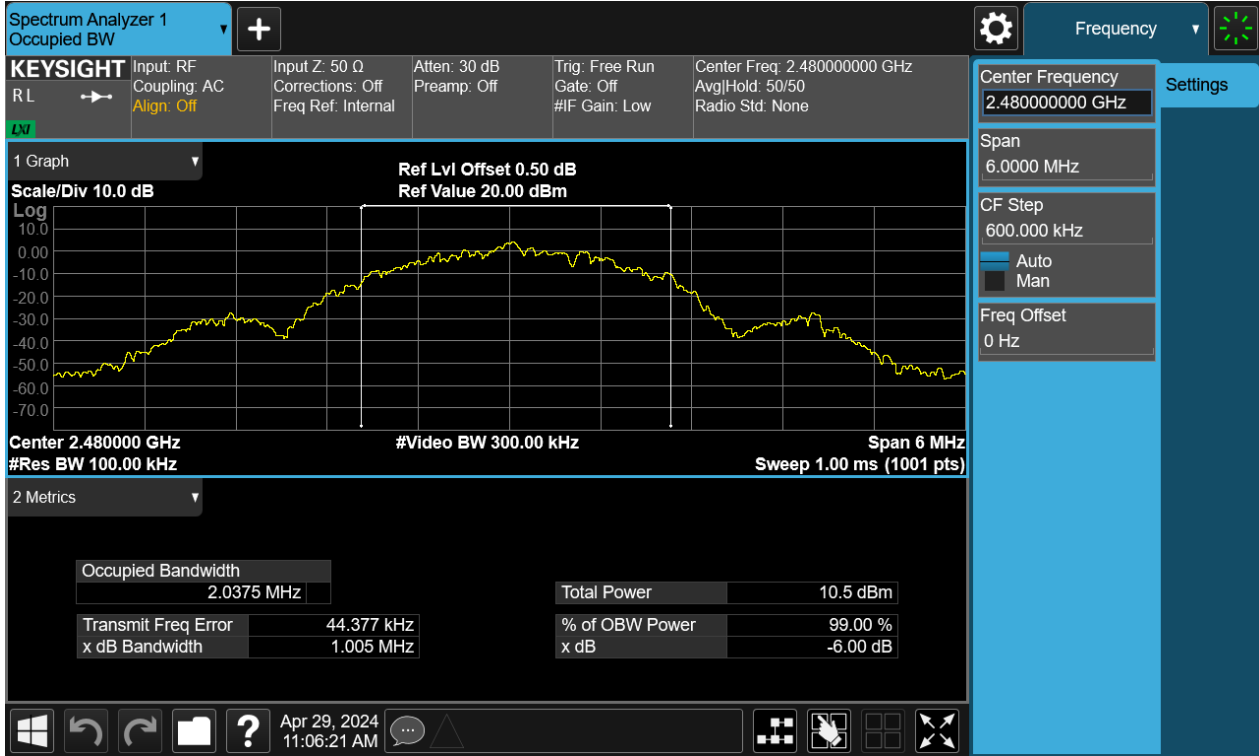 Spectrum Analyzer 1
Occupied BW
Frequency
KEYSIGHT
R L
LXI
Input: RF
Coupling: AC
Align: Off
Input Z: 50 Ω
Corrections: Off
Freq Ref: Internal
Atten: 30 dB
Preamp: Off
Trig: Free Run
Gate: Off
#IF Gain: Low
Center Freq: 2.480000000 GHz
Avg|Hold: 50/50
Radio Std: None
1 Graph
Scale/Div 10.0 dB
Ref Lvl Offset 0.50 dB
Ref Value 20.00 dBm
Log
10.0
0.00
-10.0
-20.0
-30.0
-40.0
-50.0
-60.0
-70.0
Center 2.480000 GHz
#Video BW 300.00 kHz
Span 6 MHz
#Res BW 100.00 kHz
Sweep 1.00 ms (1001 pts)
2 Metrics
Occupied Bandwidth
2.0375 MHz
Total Power 10.5 dBm
Transmit Freq Error 44.377 kHz
% of OBW Power 99.00 %
x dB Bandwidth 1.005 MHz
x dB -6.00 dB
Center Frequency
2.480000000 GHz
Settings
Span
6.0000 MHz
CF Step
600.000 kHz
Auto
Man
Freq Offset
0 Hz
?
Apr 29, 2024
11:06:21 AM